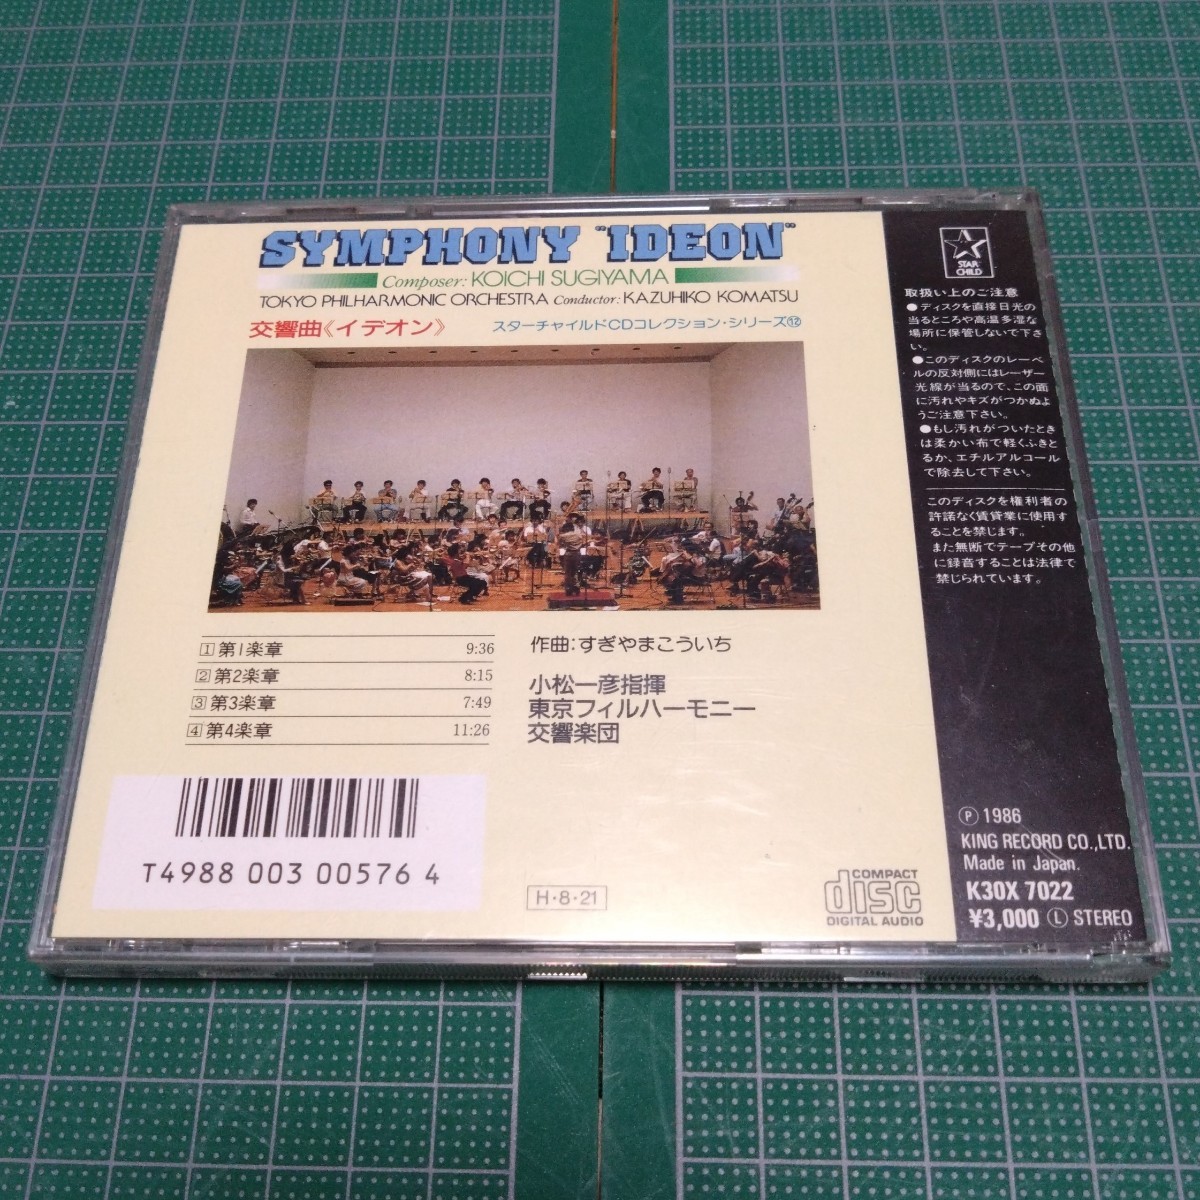 SYMPHONY "IDEON"
Composer: KOICHI SUGIYAMA
TOKYO PHILHARMONIC ORCHESTRA Conductor: KAZUHIKO KOMATSU
交響曲《イデオン》
スターチャイルドCDコレクション・シリーズ⑫
1 第1楽章 9:36
2 第2楽章 8:15
3 第3楽章 7:49
4 第4楽章 11:26
作曲:すぎやまこういち
小松一彦指揮
東京フィルハーモニー
交響楽団
T4988 003 00576 4
H・8・21
COMPACT
disc
DIGITAL AUDIO
STAR
CHILD
取扱い上のご注意
●ディスクを直接日光の
当るところや高温多湿な
場所に保管しないで下さ
い。
●このディスクのレーベ
ルの反対側にはレーザー
光線が当るので、この面
に汚れやキズがつかぬよ
うご注意下さい。
●もし汚れがついたとき
は柔かい布で軽くふきと
るか、エチルアルコール
で除去して下さい。
このディスクを権利者の
許諾なく賃貸業に使用す
ることを禁じます。
また無断でテープその他
に録音することは法律で
禁じられています。
Ⓟ 1986
KING RECORD CO.,LTD.
Made in Japan.
K30X 7022
¥3,000 Ⓛ STEREO